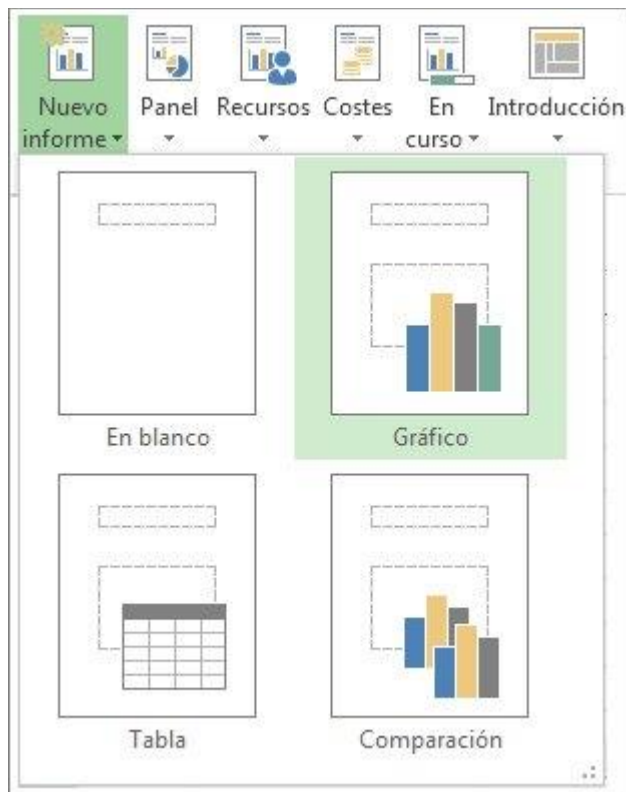 Nuevo informe
Panel
Recursos
Costes
En curso
Introducción
En blanco
Gráfico
Tabla
Comparación